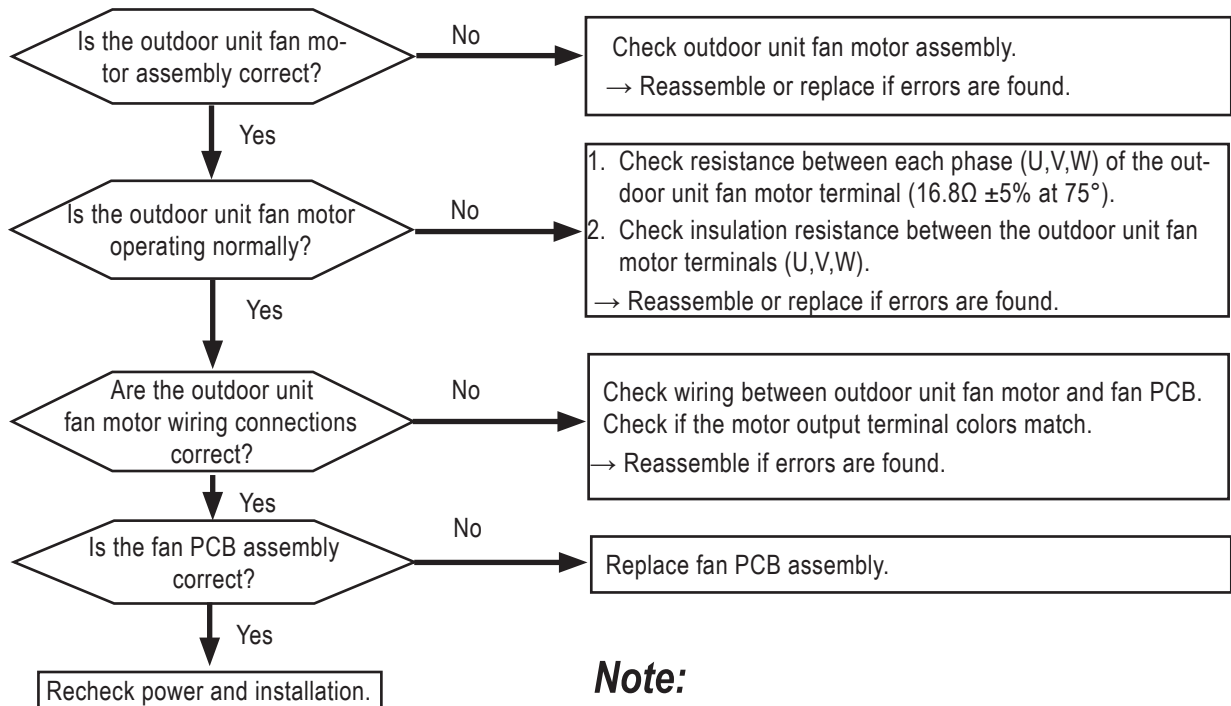 Is the outdoor unit fan mo-
tor assembly correct?
No
Check outdoor unit fan motor assembly.
→ Reassemble or replace if errors are found.
Yes
Is the outdoor unit fan motor
operating normally?
No
1. Check resistance between each phase (U,V,W) of the out-
door unit fan motor terminal (16.8Ω ±5% at 75°).
2. Check insulation resistance between the outdoor unit fan
motor terminals (U,V,W).
→ Reassemble or replace if errors are found.
Yes
Are the outdoor unit
fan motor wiring connections
correct?
No
Check wiring between outdoor unit fan motor and fan PCB.
Check if the motor output terminal colors match.
→ Reassemble if errors are found.
Yes
Is the fan PCB assembly
correct?
No
Replace fan PCB assembly.
Yes
Recheck power and installation.
Note: